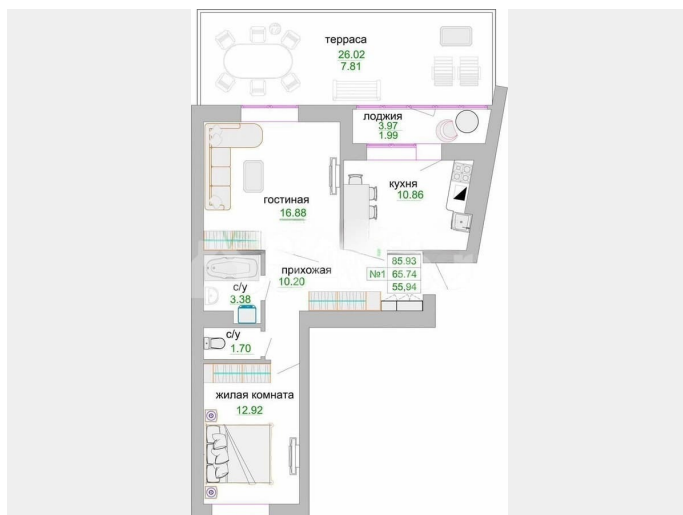 терраса
26.02
7.81
лоджия
3.97
1.99
кухня
10.86
гостиная
16.88
85.93
№1 65.74
55.94
прихожая
10.20
с/у
3.38
с/у
1.70
жилая комната
12.92